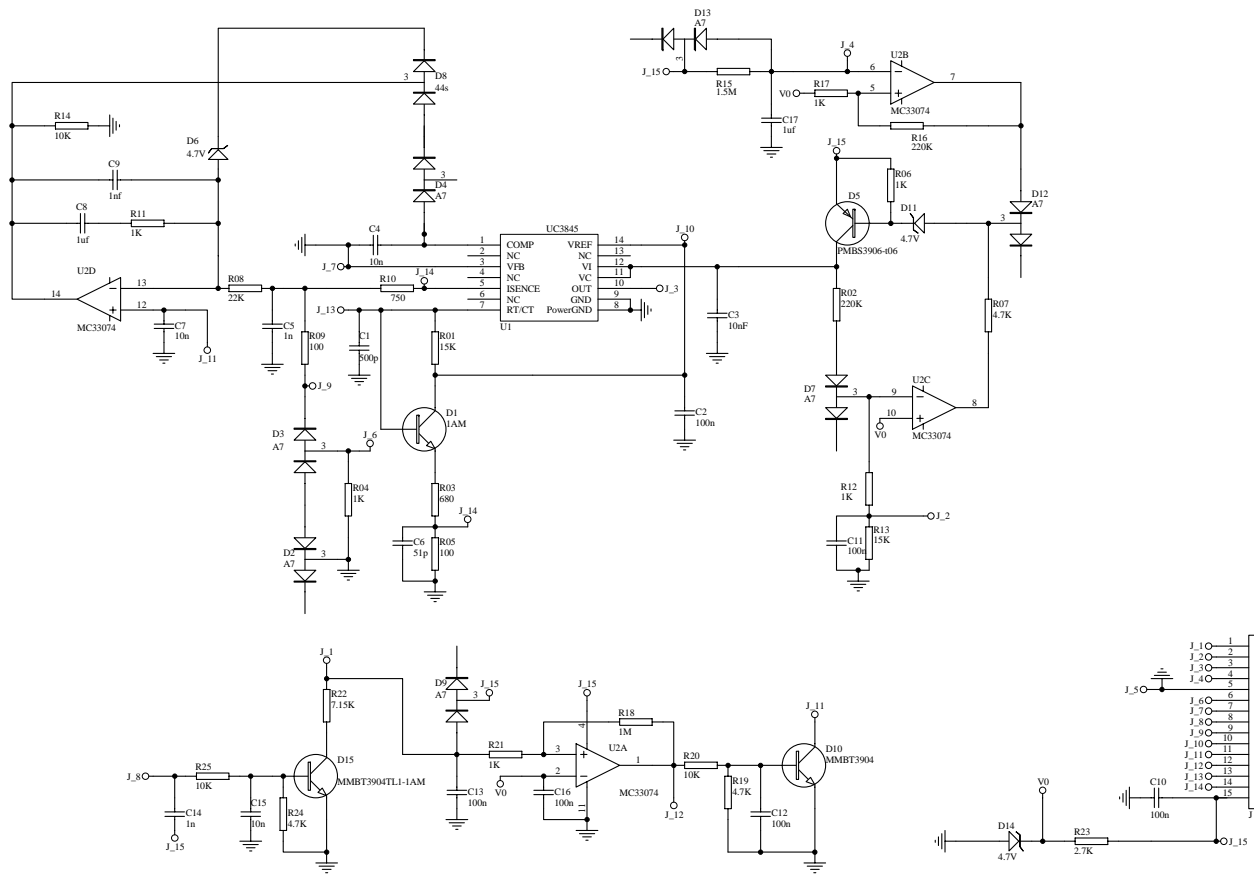 D13
A7
J_15
3
R15
1.5M
J_4
U2B
6
5
7
MC33074
V0
R17
1K
R16
220K
C17
1uf
D8
44s
3
R14
10K
D6
4.7V
C9
1nf
C8
1uf
R11
1K
D4
A7
3
J_15
R06
1K
D5
PMBS3906-t06
D11
4.7V
D12
A7
3
U2D
14
13
12
MC33074
R08
22K
C7
10n
J_11
C5
1n
C4
10n
J_7
J_14
R10
750
J_13
UC3845
1 COMP VREF 14
2 NC NC 13
3 VFB VI 12
4 NC VC 11
5 ISENCE OUT 10
6 NC GND 9
7 RT/CT PowerGND 8
U1
J_10
J_3
C3
10nF
R02
220K
R07
4.7K
R09
100
C1
500p
R01
15K
J_9
D1
1AM
C2
100n
D7
A7
3
U2C
9
10
8
V0
MC33074
D3
A7
3
J_6
R04
1K
D2
A7
3
R03
680
J_14
C6
51p
R05
100
R12
1K
J_2
C11
100n
R13
15K
J_1
R22
7.15K
J_8
R25
10K
C14
1n
J_15
C15
10n
R24
4.7K
D15
MMBT3904TL1-1AM
D9
A7
3
J_15
C13
100n
R21
1K
V0
C16
100n
J_15
4
R18
1M
U2A
3
2
1
11
MC33074
J_12
R20
10K
R19
4.7K
C12
100n
J_11
D10
MMBT3904
J_1 1
J_2 2
J_3 3
J_4 4
J_5 5
J_6 6
J_7 7
J_8 8
J_9 9
J_10 10
J_11 11
J_12 12
J_13 13
J_14 14
15
J
C10
100n
V0
D14
4.7V
R23
2.7K
J_15